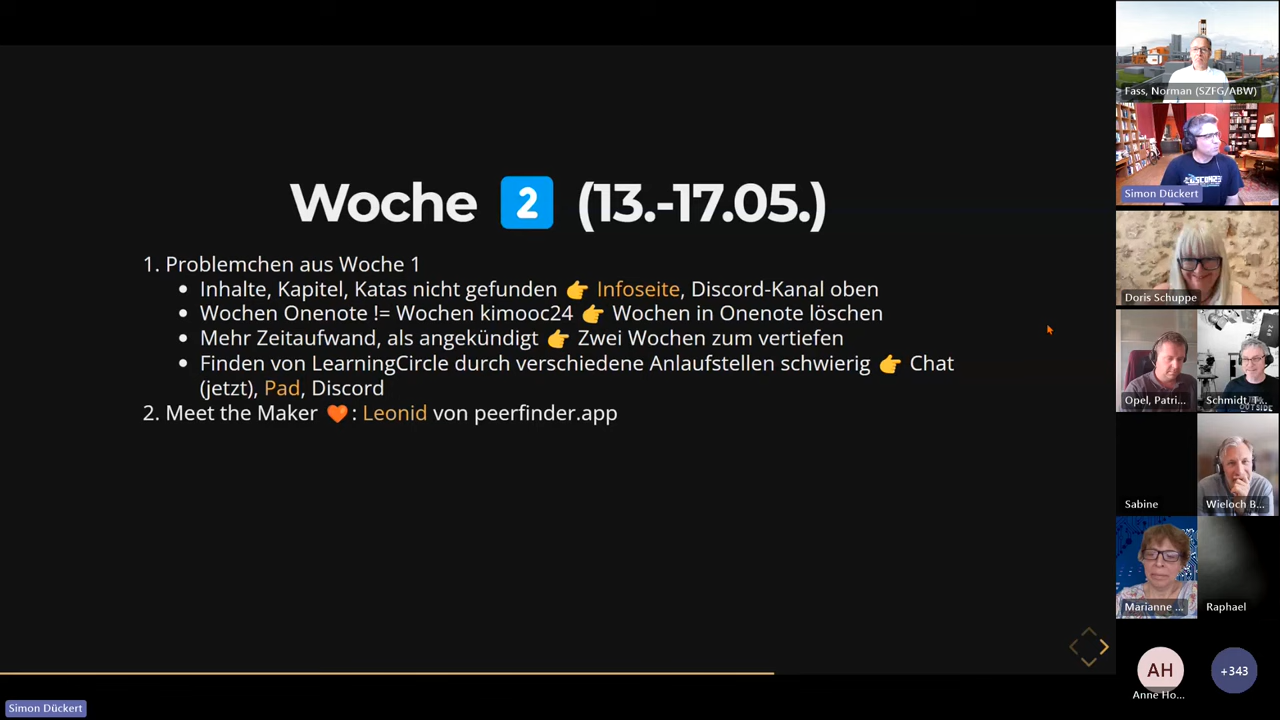 Woche 2 (13.-17.05.)
1. Problemchen aus Woche 1
• Inhalte, Kapitel, Katas nicht gefunden 👉 Infoseite, Discord-Kanal oben
• Wochen Onenote != Wochen kimooc24 👉 Wochen in Onenote löschen
• Mehr Zeitaufwand, als angekündigt 👉 Zwei Wochen zum vertiefen
• Finden von LearningCircle durch verschiedene Anlaufstellen schwierig 👉 Chat
(jetzt), Pad, Discord
2. Meet the Maker 🧡: Leonid von peerfinder.app
Simon Dückert
Fass, Norman (SZFG/ABW)
Simon Dückert
Doris Schuppe
Opel, Patri...
Schmidt, T...
OUTSIDE
Sabine
Wieloch B...
Marianne ...
Raphael
AH
Anne Ho...
+343